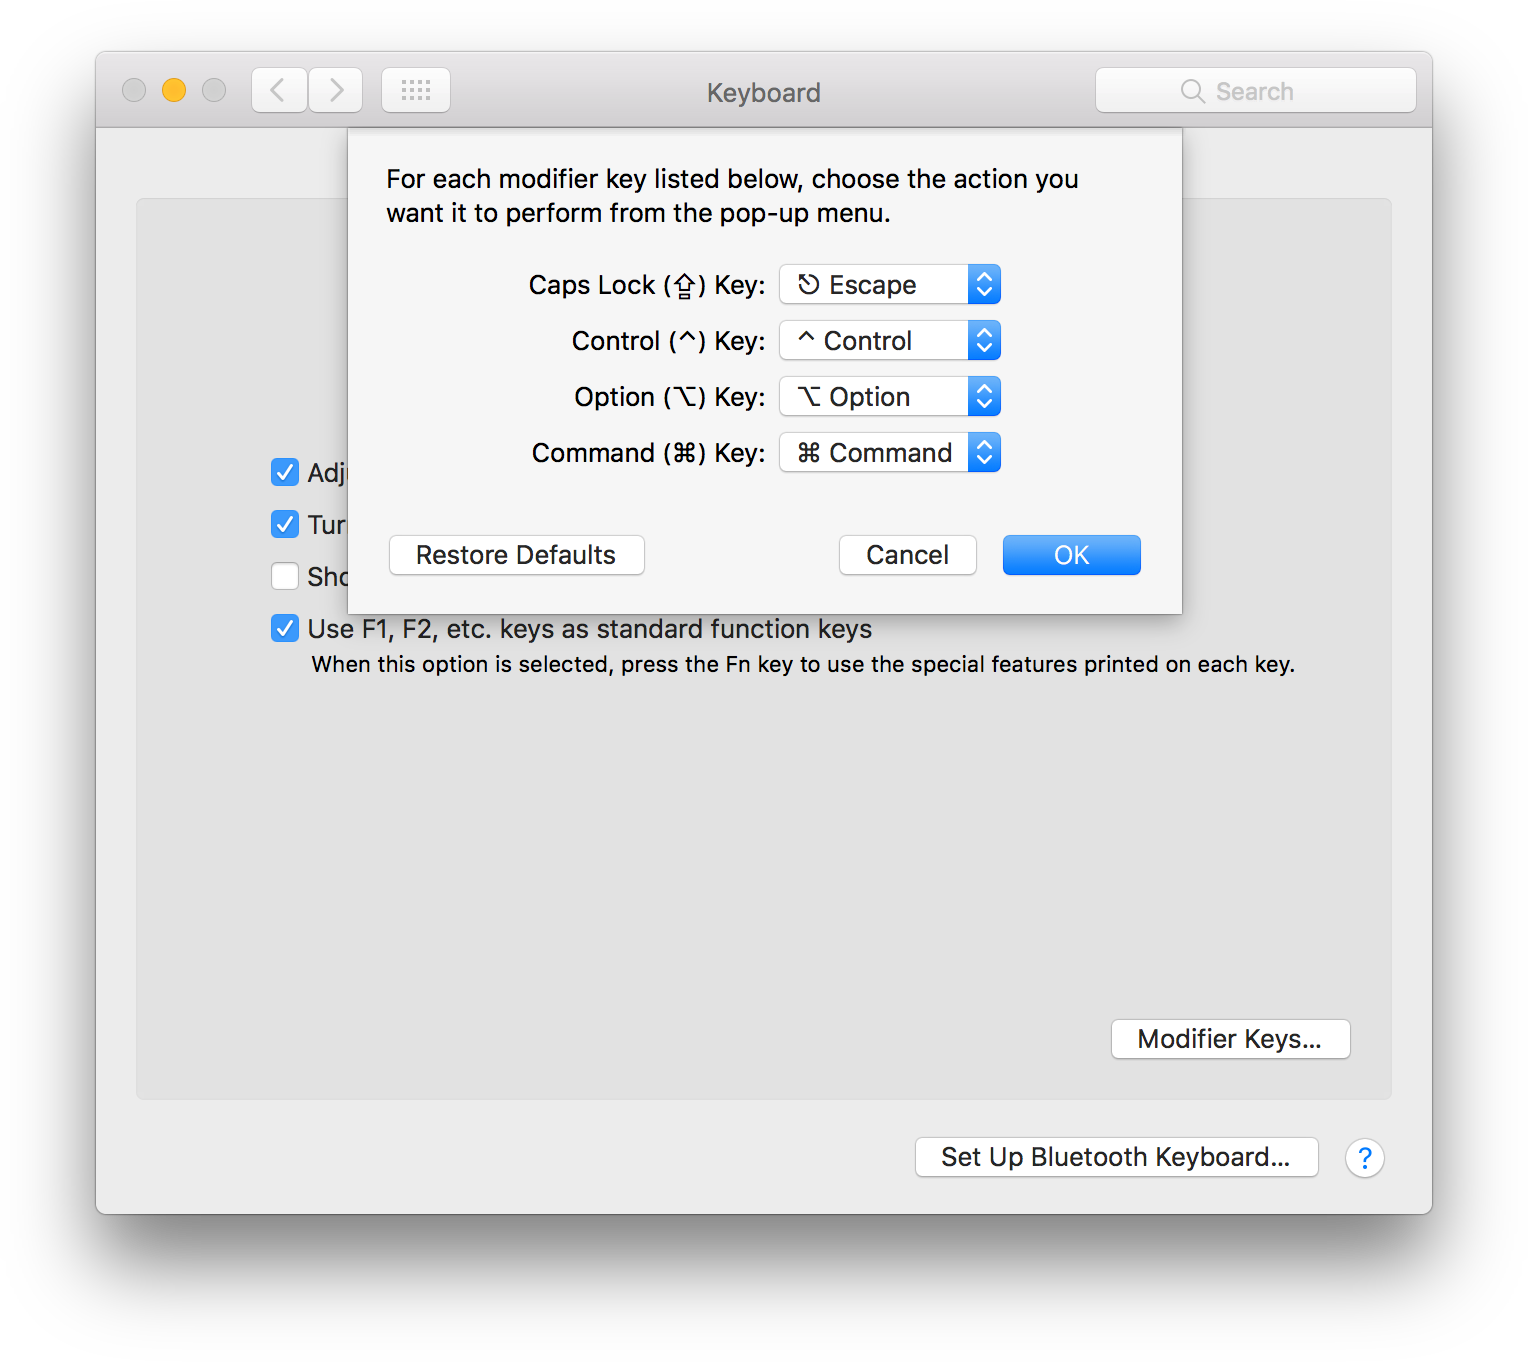 Keyboard
Search
For each modifier key listed below, choose the action you
want it to perform from the pop-up menu.
Caps Lock (⇪) Key: ⎋ Escape
Control (^) Key: ^ Control
Option (⌥) Key: ⌥ Option
Command (⌘) Key: ⌘ Command
Restore Defaults Cancel OK
Use F1, F2, etc. keys as standard function keys
When this option is selected, press the Fn key to use the special features printed on each key.
Modifier Keys...
Set Up Bluetooth Keyboard... ?